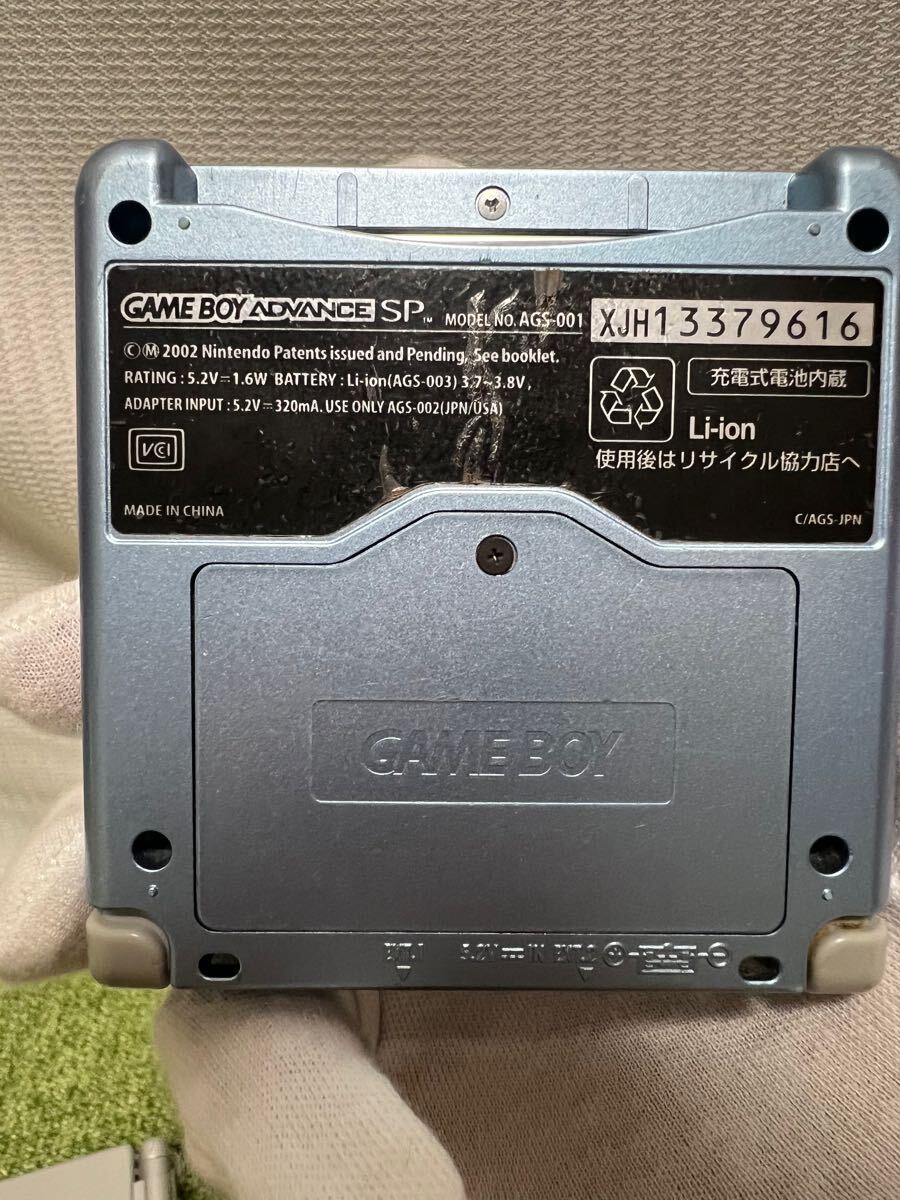 GAME BOY ADVANCE SP™ MODEL NO. AGS-001 XJH13379616
©Ⓜ 2002 Nintendo Patents issued and Pending, See booklet.
RATING : 5.2V⎓1.6W BATTERY : Li-ion(AGS-003) 3.7~3.8V,
ADAPTER INPUT : 5.2V⎓320mA. USE ONLY AGS-002(JPN/USA)
VCI
MADE IN CHINA
充電式電池内蔵
Li-ion
使用後はリサイクル協力店へ
C/AGS-JPN
GAME BOY
EXT.1 5.2V⎓IN EXT.2